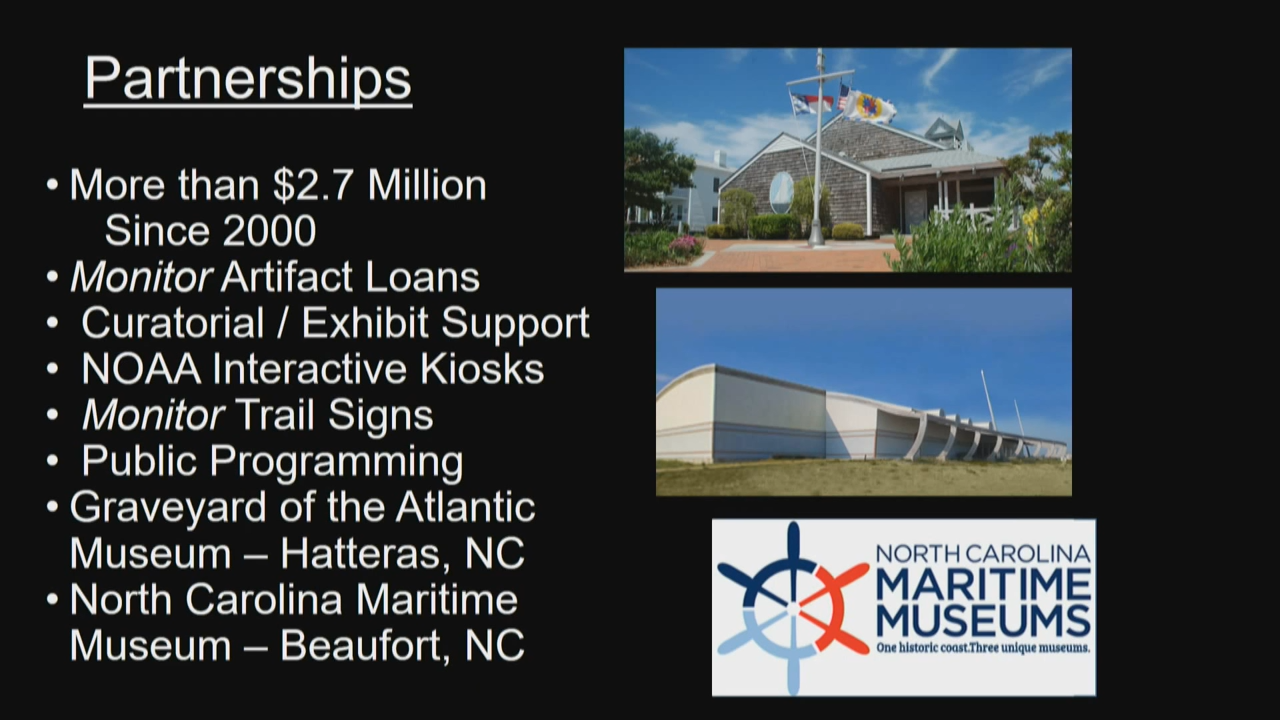 Partnerships
• More than $2.7 Million
Since 2000
• Monitor Artifact Loans
• Curatorial / Exhibit Support
• NOAA Interactive Kiosks
• Monitor Trail Signs
• Public Programming
• Graveyard of the Atlantic
Museum – Hatteras, NC
• North Carolina Maritime
Museum – Beaufort, NC
NORTH CAROLINA
MARITIME
MUSEUMS
One historic coast.Three unique museums.